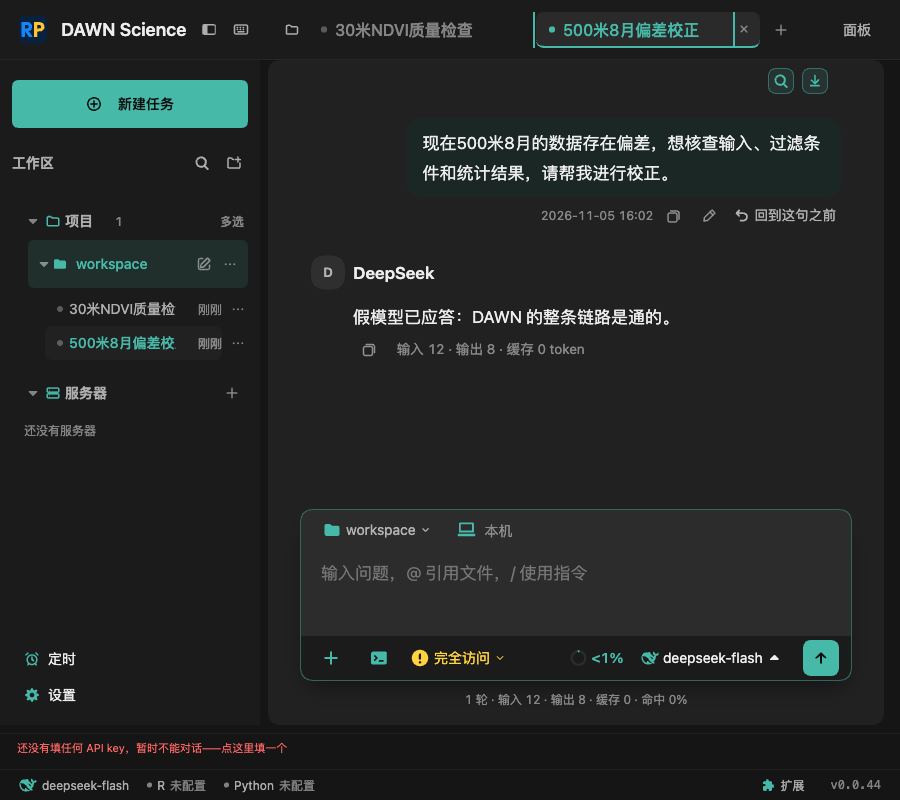 RP DAWN Science
30米NDVI质量检查
500米8月偏差校正
面板
新建任务
工作区
项目 1 多选
workspace
30米NDVI质量检 刚刚
500米8月偏差校 刚刚
服务器
还没有服务器
定时
设置
现在500米8月的数据存在偏差，想核查输入、过滤条
件和统计结果，请帮我进行校正。
2026-11-05 16:02 回到这句之前
D DeepSeek
假模型已应答：DAWN 的整条链路是通的。
输入 12 · 输出 8 · 缓存 0 token
workspace 本机
输入问题，@ 引用文件，/ 使用指令
完全访问 <1% deepseek-flash
1 轮 · 输入 12 · 输出 8 · 缓存 0 · 命中 0%
还没有填任何 API key，暂时不能对话——点这里填一个
deepseek-flash R 未配置 Python 未配置 扩展 v0.0.44